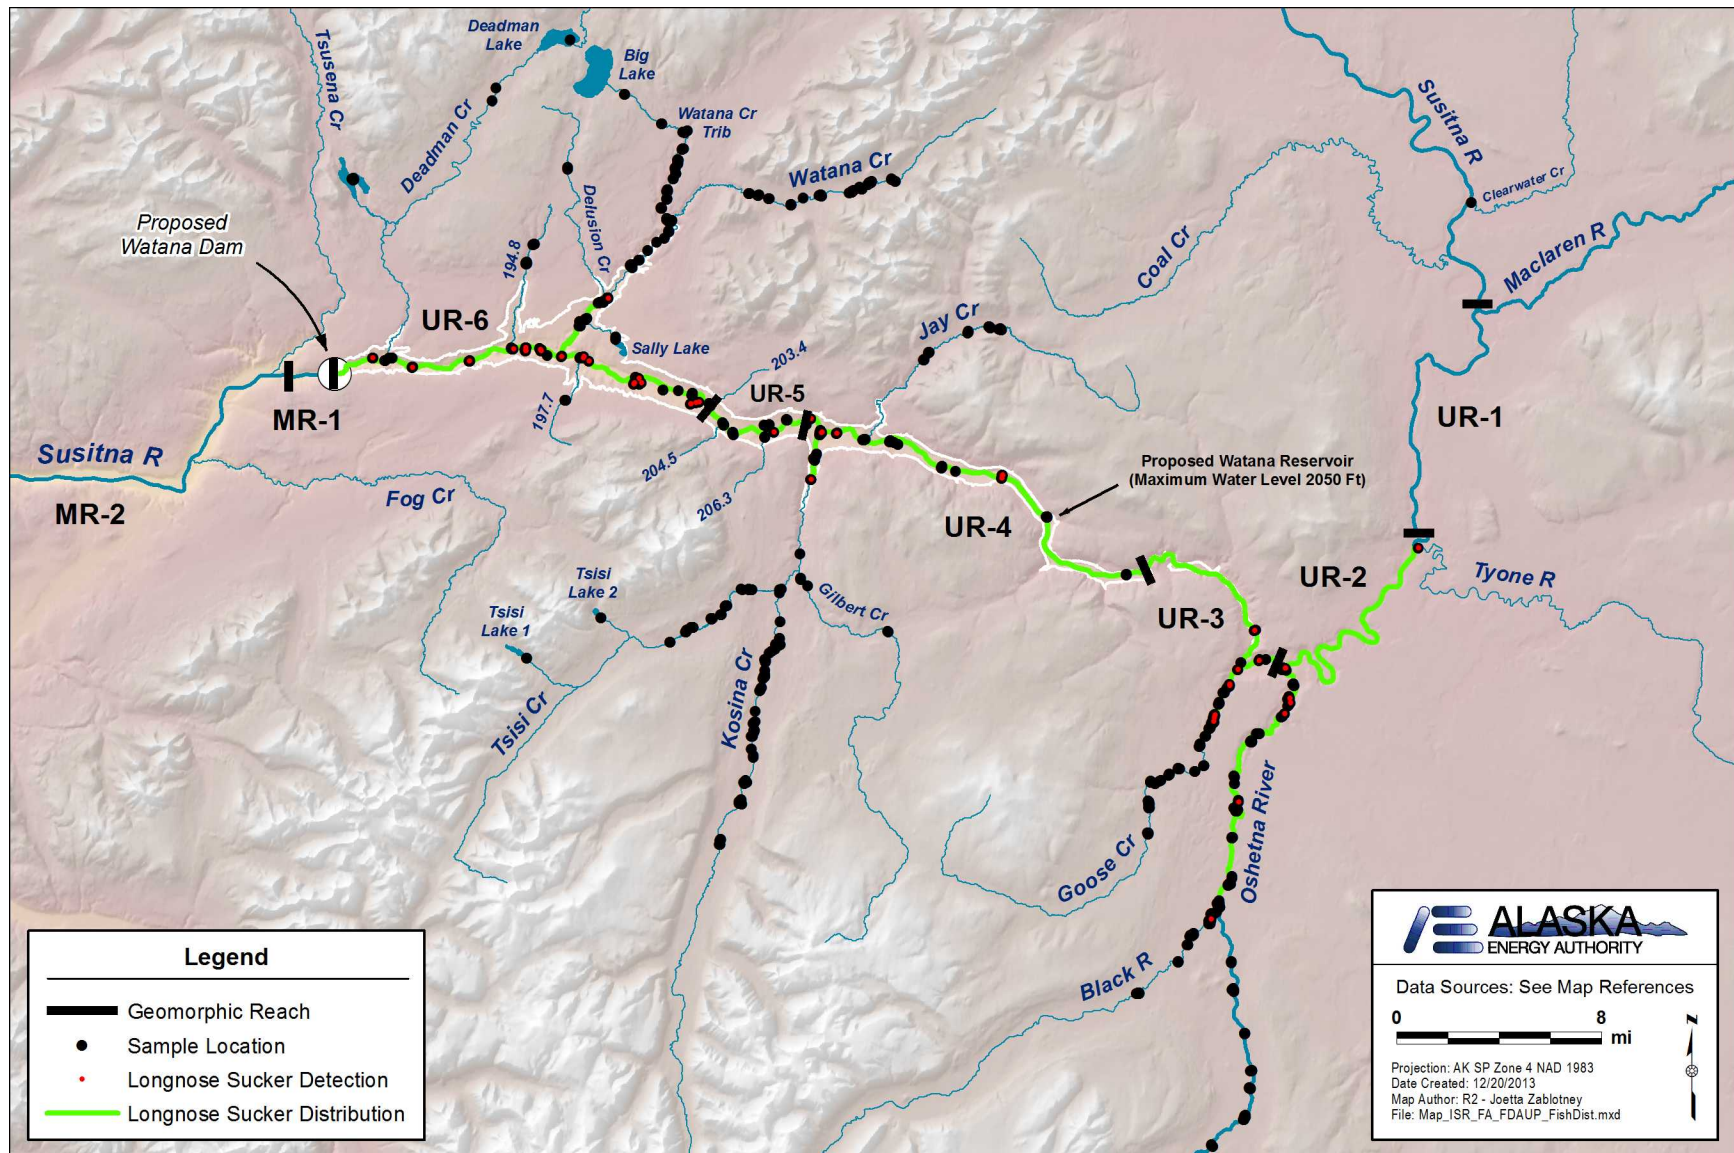 Deadman
Lake
Big
Lake
Tsusena Cr
Deadman Cr
Watana Cr
Trib
Susitna R
Watana Cr
Clearwater Cr
Delusion Cr
Proposed
Watana Dam
194.8
Coal Cr
Maclaren R
UR-6
Jay Cr
Sally Lake
203.4
UR-5
197.7
MR-1
UR-1
Susitna R
204.5
Proposed Watana Reservoir
(Maximum Water Level 2050 Ft)
Fog Cr
206.3
MR-2
UR-4
Tsisi
Lake 2
Gilbert Cr
UR-2
Tyone R
Tsisi
Lake 1
UR-3
Kosina Cr
Tsisi Cr
Goose Cr
Oshetna River
Black R
Legend
Geomorphic Reach
Sample Location
Longnose Sucker Detection
Longnose Sucker Distribution
ALASKA
ENERGY AUTHORITY
Data Sources: See Map References
0 8
mi
Z
Projection: AK SP Zone 4 NAD 1983
Date Created: 12/20/2013
Map Author: R2 - Joetta Zablotney
File: Map_ISR_FA_FDAUP_FishDist.mxd